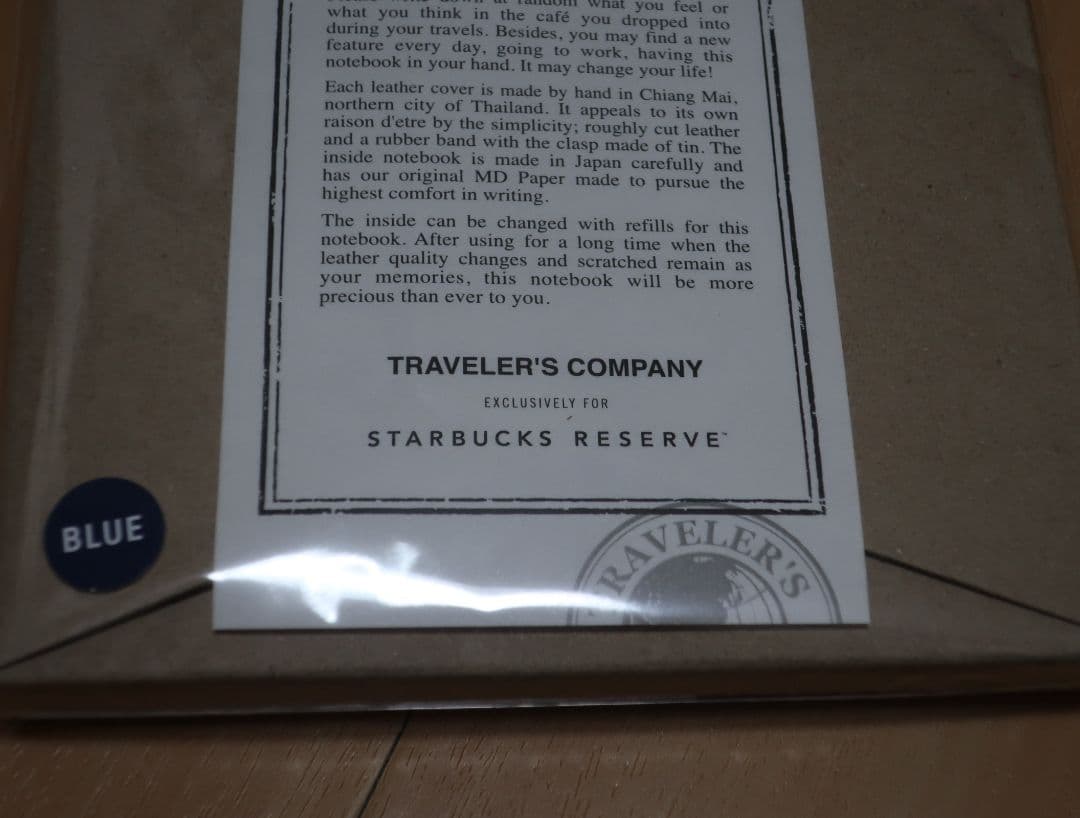 what you feel or
what you think in the café you dropped into
during your travels. Besides, you may find a new
feature every day, going to work, having this
notebook in your hand. It may change your life!
Each leather cover is made by hand in Chiang Mai,
northern city of Thailand. It appeals to its own
raison d'etre by the simplicity; roughly cut leather
and a rubber band with the clasp made of tin. The
inside notebook is made in Japan carefully and
has our original MD Paper made to pursue the
highest comfort in writing.
The inside can be changed with refills for this
notebook. After using for a long time when the
leather quality changes and scratched remain as
your memories, this notebook will be more
precious than ever to you.
TRAVELER'S COMPANY
EXCLUSIVELY FOR
STARBUCKS RESERVE™
BLUE
TRAVELER'S